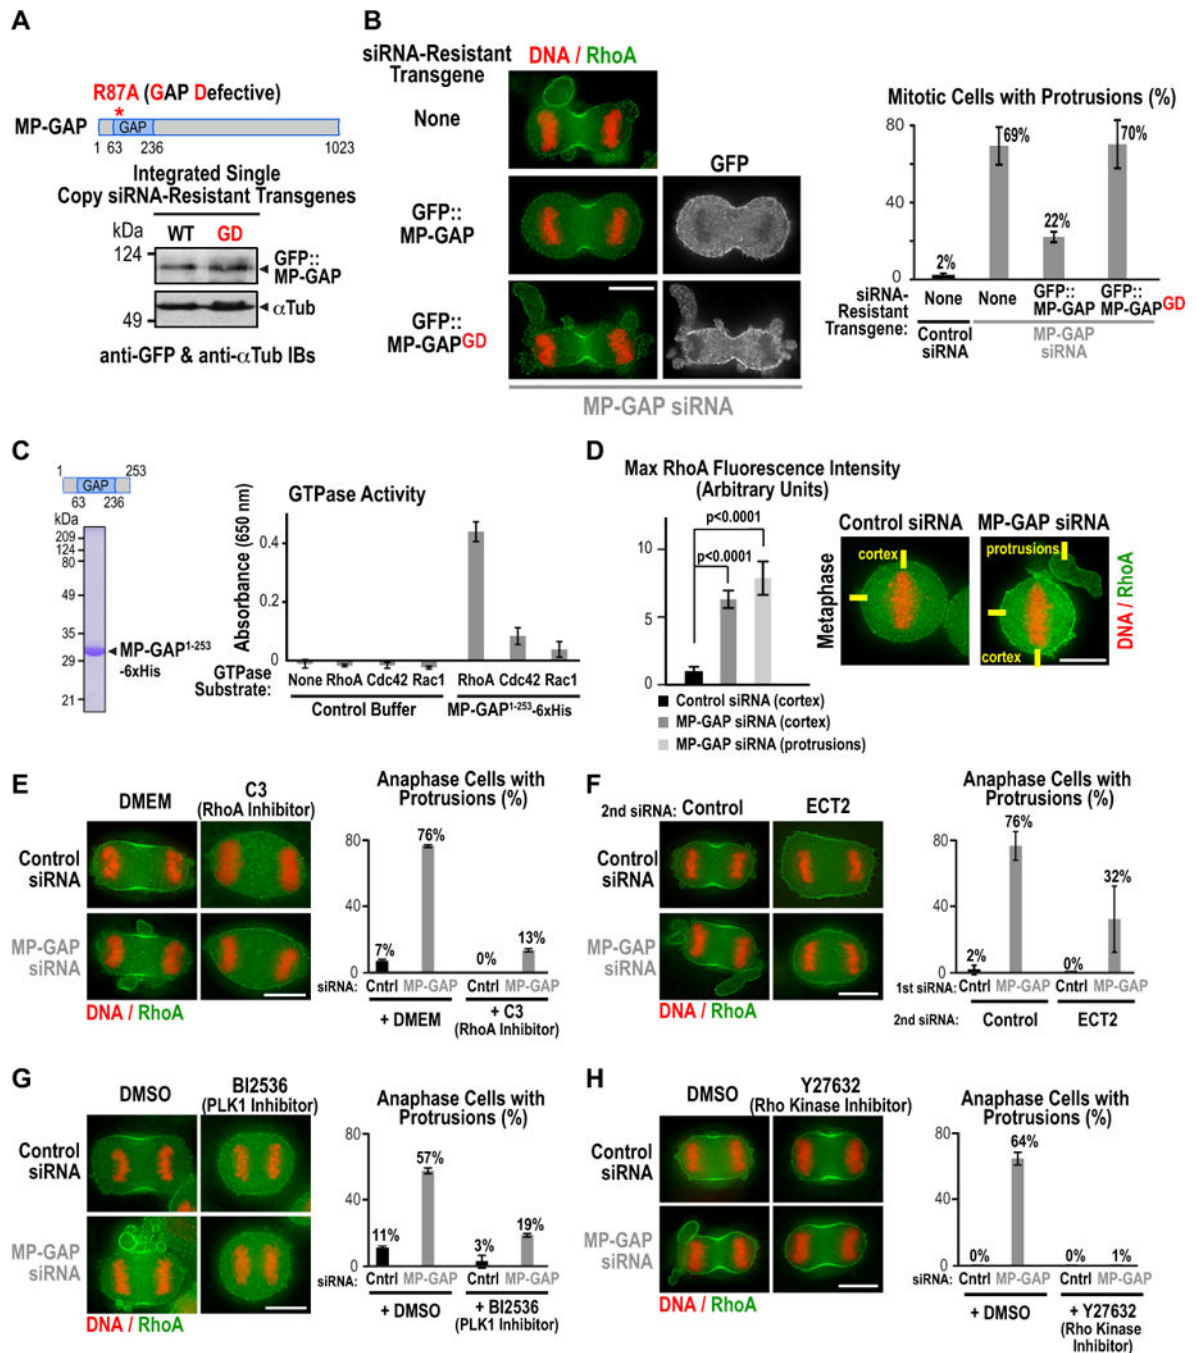 A
R87A (GAP Defective)
*
MP-GAP
GAP
1 63 236 1023
Integrated Single
Copy siRNA-Resistant Transgenes
kDa
WT GD
124
GFP::
MP-GAP
αTub
49
anti-GFP & anti-αTub IBs
B
siRNA-Resistant
Transgene
DNA / RhoA
None
GFP
GFP::
MP-GAP
GFP::
MP-GAPGD
MP-GAP siRNA
Mitotic Cells with Protrusions (%)
80
40
0
2%
69%
22%
70%
siRNA-
Resistant
Transgene:
None
None
GFP::
MP-GAP
GFP::
MP-GAPGD
Control
siRNA
MP-GAP
siRNA
C
1 253
GAP
63 236
kDa
209
124
80
49
35
29
21
MP-GAP1-253
-6xHis
GTPase Activity
Absorbance (650 nm)
0.4
0.2
0
GTPase
Substrate:
None RhoA Cdc42 Rac1
RhoA Cdc42 Rac1
Control Buffer
MP-GAP1-253-6xHis
D
Max RhoA Fluorescence Intensity
(Arbitrary Units)
p<0.0001
p<0.0001
10
5
0
Control siRNA (cortex)
MP-GAP siRNA (cortex)
MP-GAP siRNA (protrusions)
Control siRNA
MP-GAP siRNA
Metaphase
cortex
protrusions
cortex
DNA / RhoA
E
DMEM
C3
(RhoA Inhibitor)
Control
siRNA
MP-GAP
siRNA
DNA / RhoA
Anaphase Cells with
Protrusions (%)
80
40
0
7%
76%
0%
13%
siRNA: Cntrl MP-GAP Cntrl MP-GAP
+ DMEM
+ C3
(RhoA Inhibitor)
F
2nd siRNA: Control
ECT2
Control
siRNA
MP-GAP
siRNA
DNA / RhoA
Anaphase Cells with
Protrusions (%)
80
40
0
2%
76%
0%
32%
1st siRNA: Cntrl MP-GAP Cntrl MP-GAP
2nd siRNA: Control ECT2
G
DMSO
BI2536
(PLK1 Inhibitor)
Control
siRNA
MP-GAP
siRNA
DNA / RhoA
Anaphase Cells with
Protrusions (%)
80
40
0
11%
57%
3%
19%
siRNA: Cntrl MP-GAP Cntrl MP-GAP
+ DMSO
+ BI2536
(PLK1 Inhibitor)
H
DMSO
Y27632
(Rho Kinase Inhibitor)
Control
siRNA
MP-GAP
siRNA
DNA / RhoA
Anaphase Cells with
Protrusions (%)
80
40
0
0%
64%
0%
1%
siRNA: Cntrl MP-GAP Cntrl MP-GAP
+ DMSO
+ Y27632
(Rho Kinase
Inhibitor)